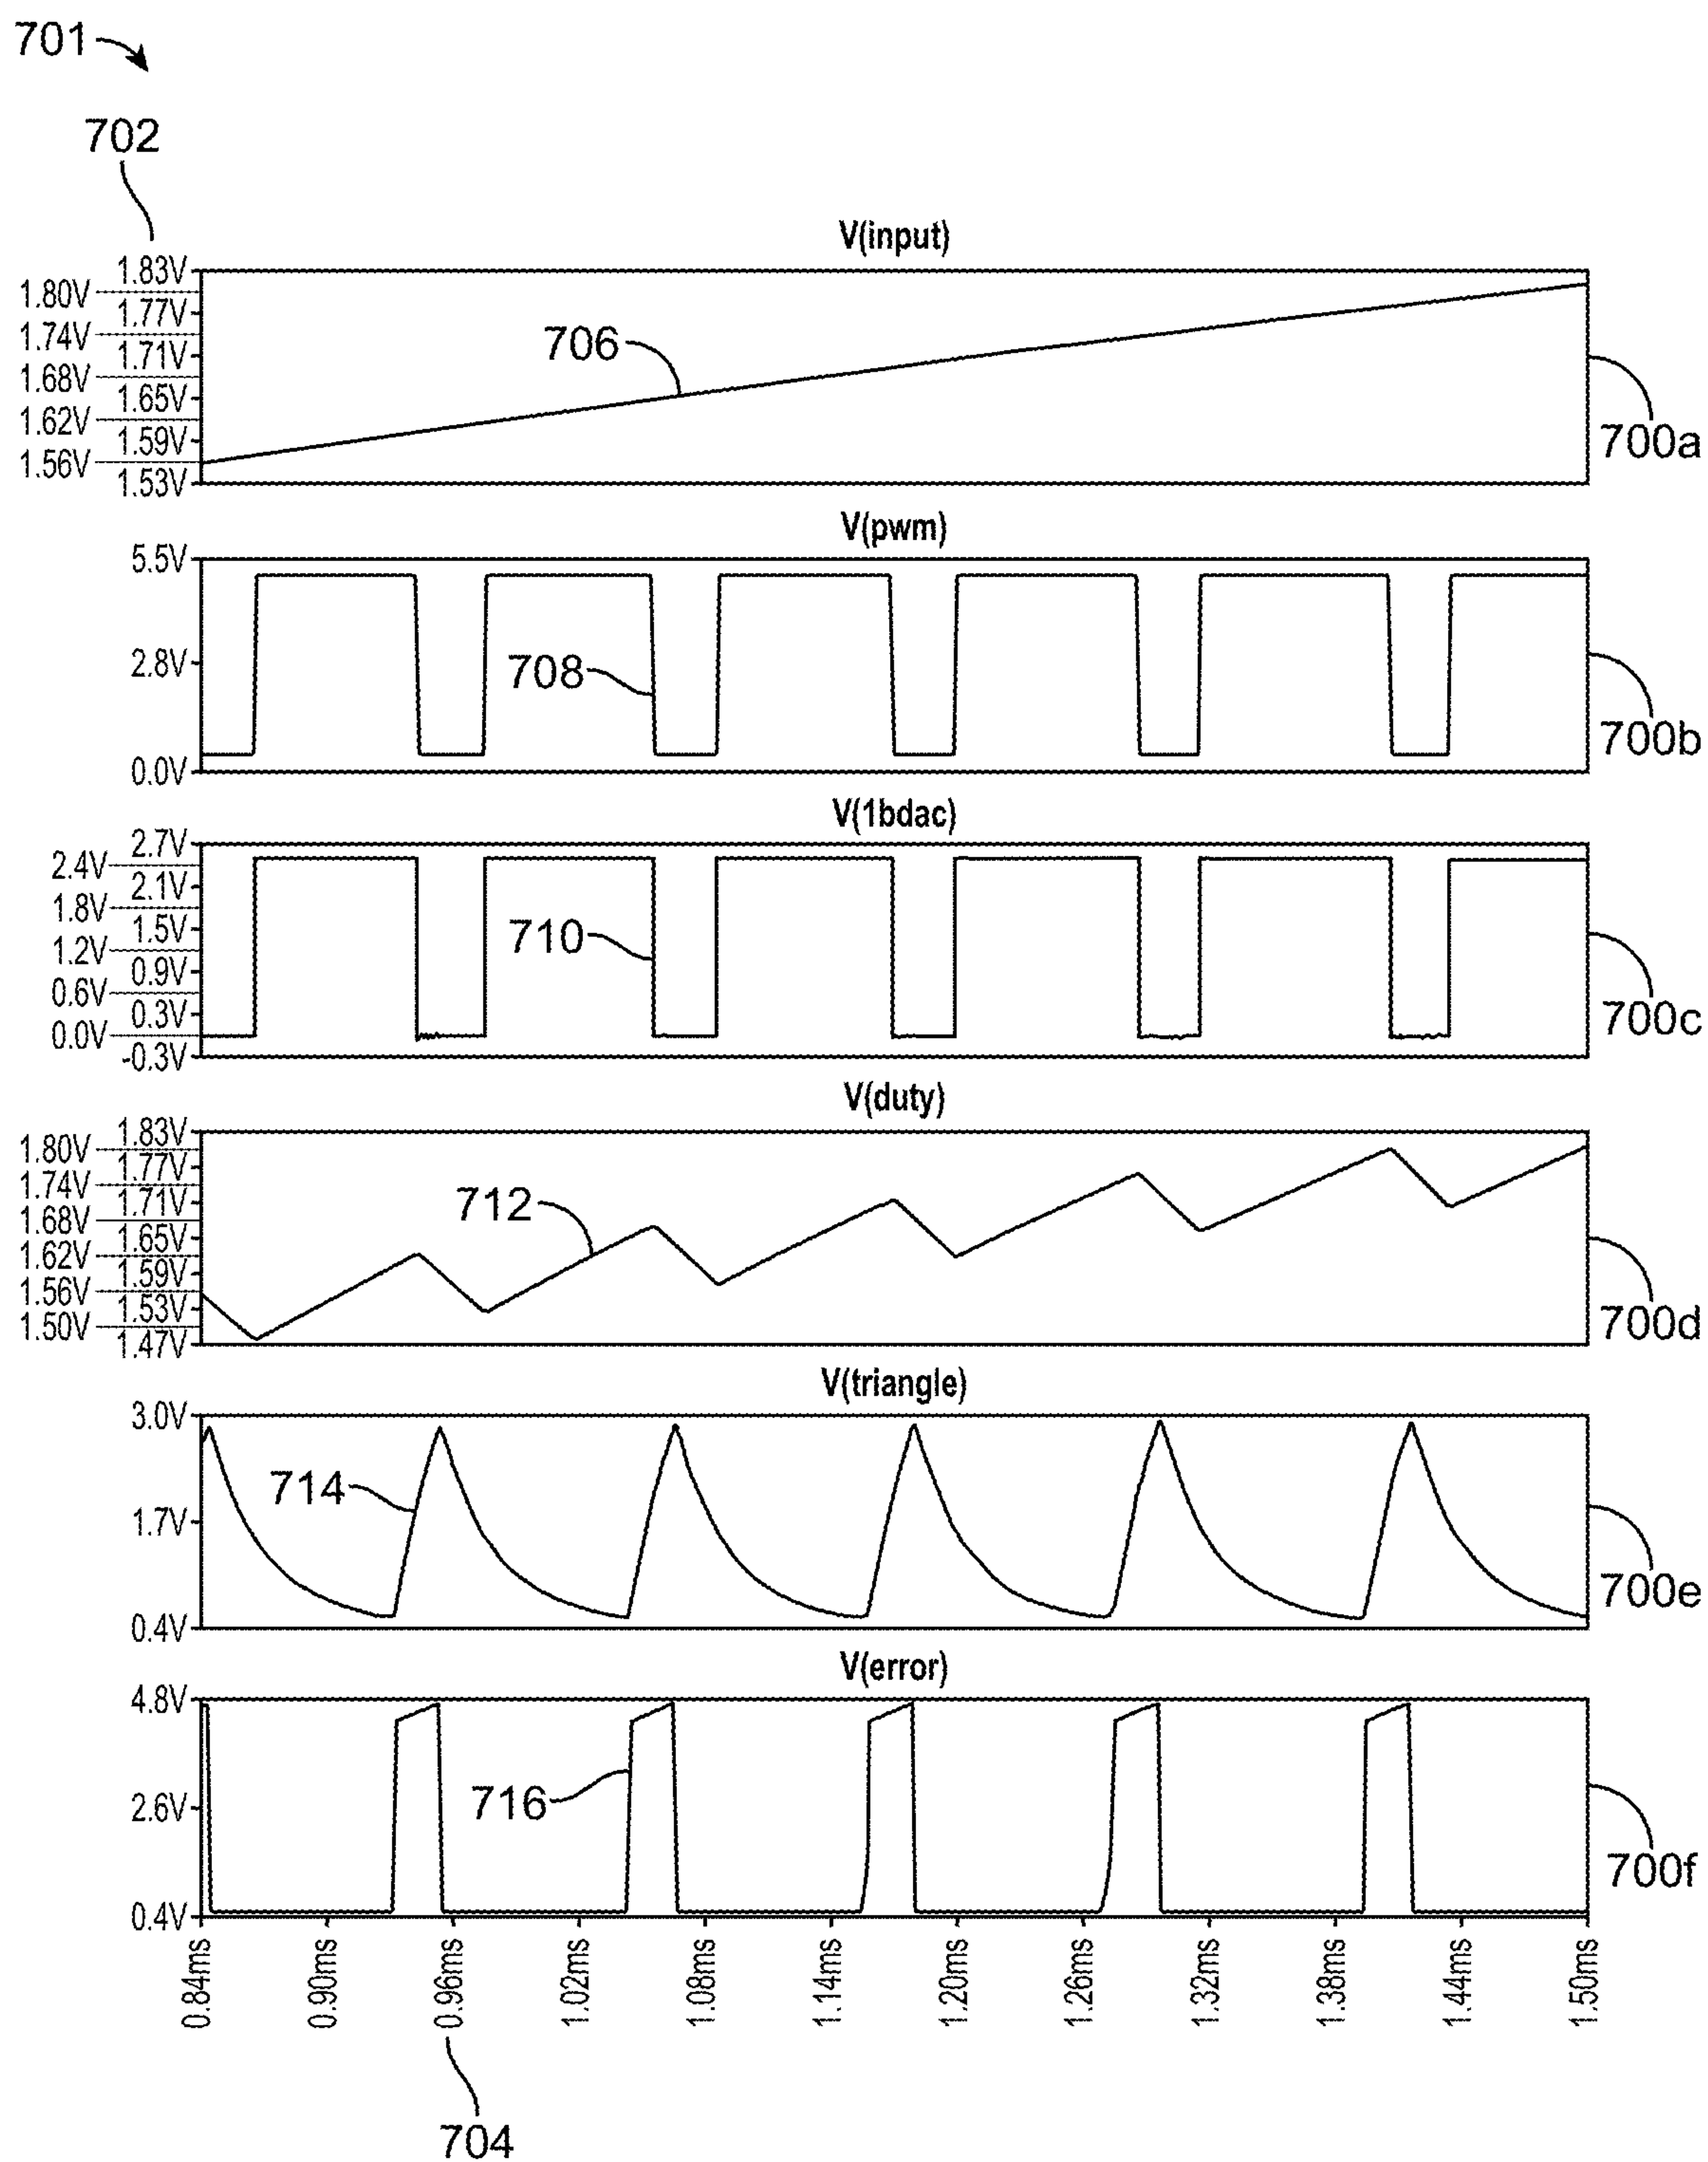 701
702
V(input)
1.83V
1.80V
1.77V
1.74V
1.71V
1.68V
1.65V
1.62V
1.59V
1.56V
1.53V
706
700a
V(pwm)
5.5V
2.8V
0.0V
708
700b
V(1bdac)
2.7V
2.4V
2.1V
1.8V
1.5V
1.2V
0.9V
0.6V
0.3V
0.0V
-0.3V
710
700c
V(duty)
1.83V
1.80V
1.77V
1.74V
1.71V
1.68V
1.65V
1.62V
1.59V
1.56V
1.53V
1.50V
1.47V
712
700d
V(triangle)
3.0V
1.7V
0.4V
714
700e
V(error)
4.8V
2.6V
0.4V
716
700f
0.84ms 0.90ms 0.96ms 1.02ms 1.08ms 1.14ms 1.20ms 1.26ms 1.32ms 1.38ms 1.44ms 1.50ms
704